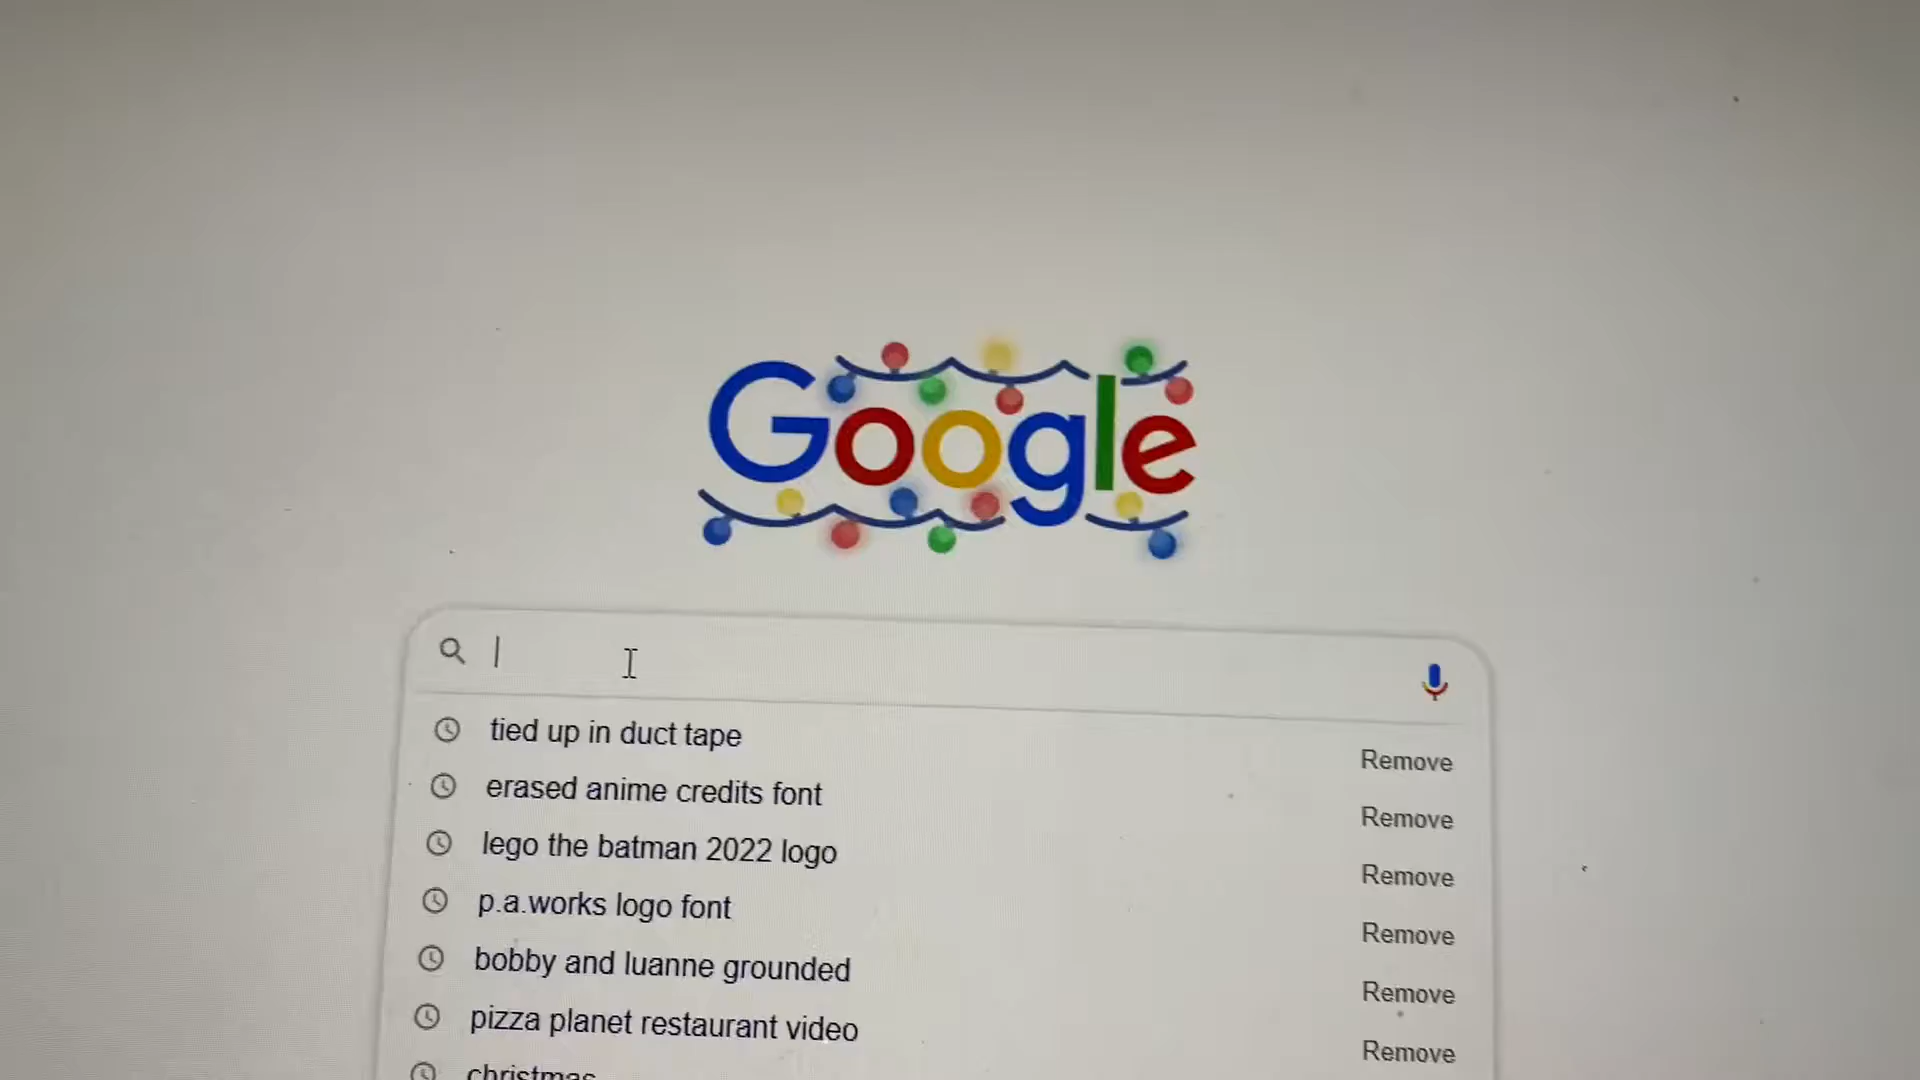 Google
tied up in duct tape
Remove
erased anime credits font
Remove
lego the batman 2022 logo
Remove
p.a.works logo font
Remove
bobby and luanne grounded
Remove
pizza planet restaurant video
Remove
christmas